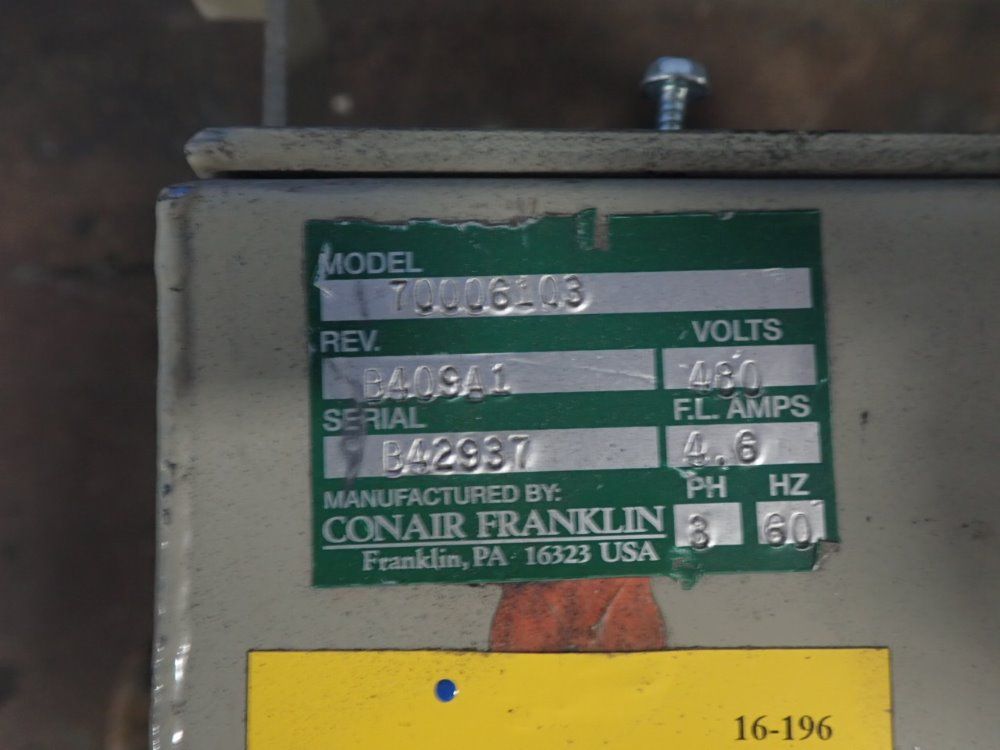 MODEL
70006103
REV. VOLTS
B409A1 480
SERIAL F.L. AMPS
B42937 4.6
MANUFACTURED BY: PH HZ
CONAIR FRANKLIN 3 60
Franklin, PA 16323 USA
16-196